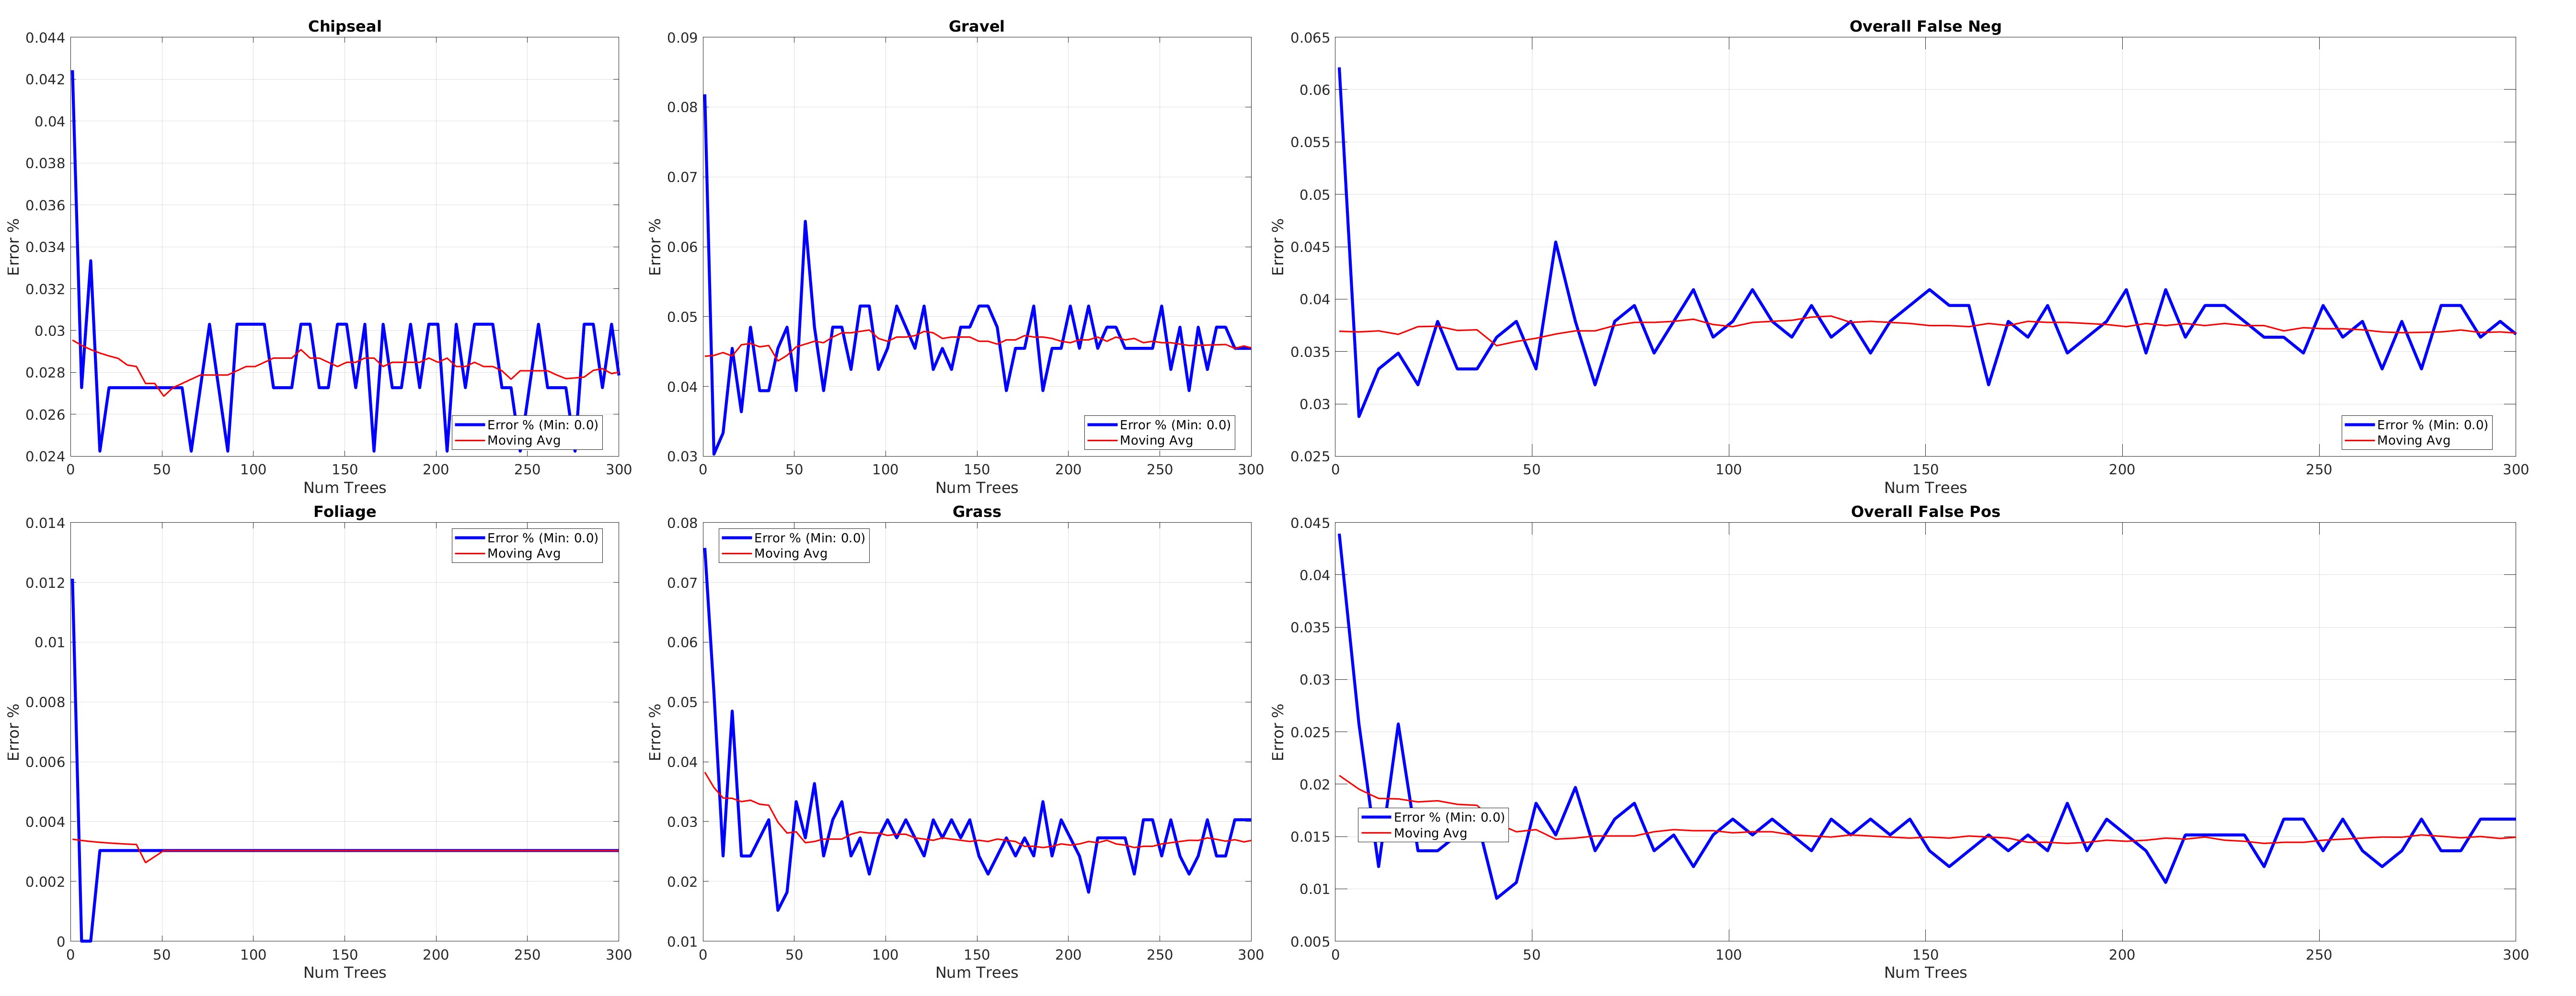 Chipseal
0.044
0.042
0.04
0.038
0.036
0.034
0.032
0.03
0.028
0.026
0.024
Error %
0 50 100 150 200 250 300
Num Trees
Error % (Min: 0.0)
Moving Avg
Gravel
0.09
0.08
0.07
0.06
0.05
0.04
0.03
Error %
0 50 100 150 200 250 300
Num Trees
Error % (Min: 0.0)
Moving Avg
Overall False Neg
0.065
0.06
0.055
0.05
0.045
0.04
0.035
0.03
0.025
Error %
0 50 100 150 200 250 300
Num Trees
Error % (Min: 0.0)
Moving Avg
Foliage
0.014
0.012
0.01
0.008
0.006
0.004
0.002
0
Error %
0 50 100 150 200 250 300
Num Trees
Error % (Min: 0.0)
Moving Avg
Grass
0.08
0.07
0.06
0.05
0.04
0.03
0.02
0.01
Error %
0 50 100 150 200 250 300
Num Trees
Error % (Min: 0.0)
Moving Avg
Overall False Pos
0.045
0.04
0.035
0.03
0.025
0.02
0.015
0.01
0.005
Error %
0 50 100 150 200 250 300
Num Trees
Error % (Min: 0.0)
Moving Avg